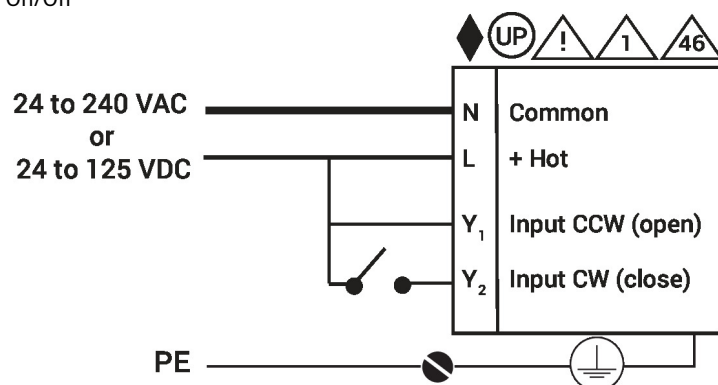 On/Off
UP ! 1 46
24 to 240 VAC
or
24 to 125 VDC
N Common
L + Hot
Y1 Input CCW (open)
Y2 Input CW (close)
PE